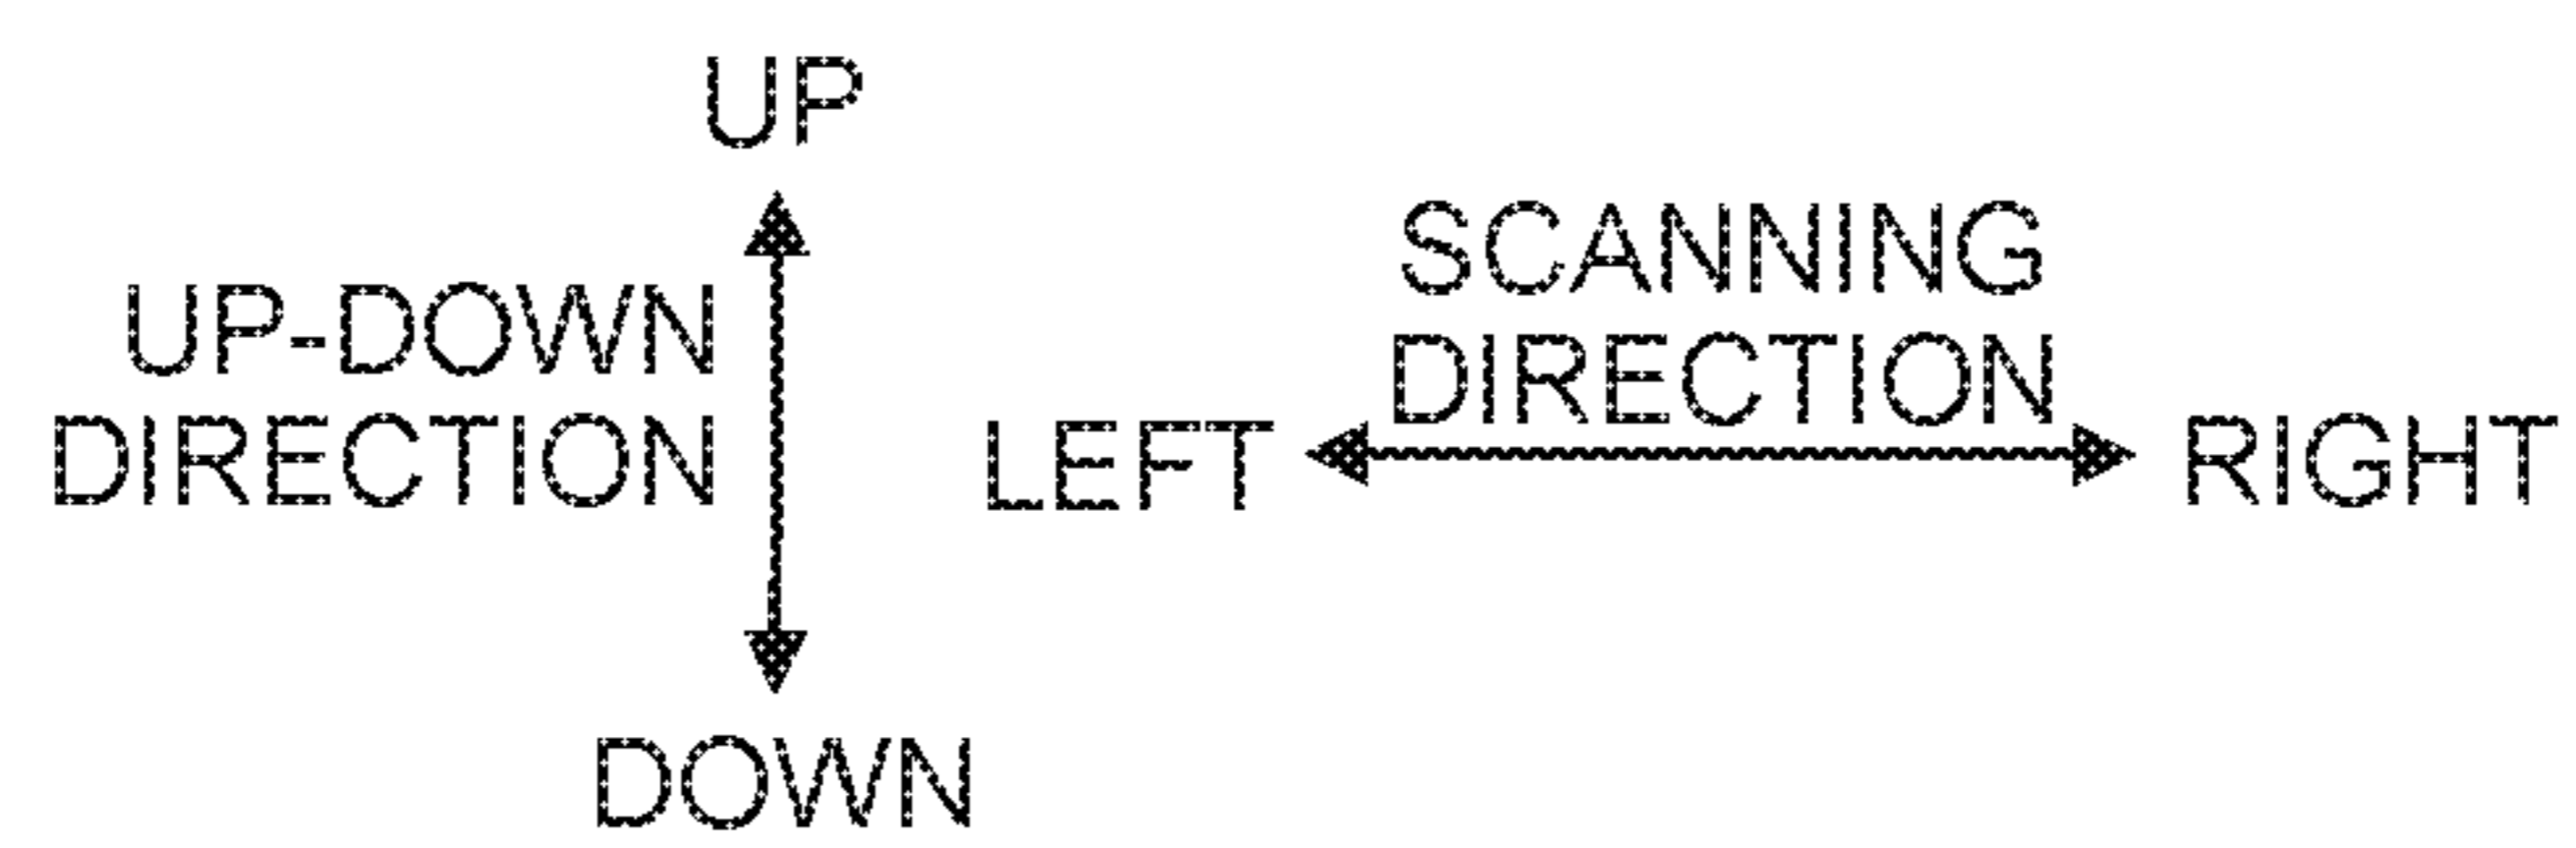 UP
UP-DOWN
DIRECTION
DOWN
SCANNING
DIRECTION
LEFT
RIGHT